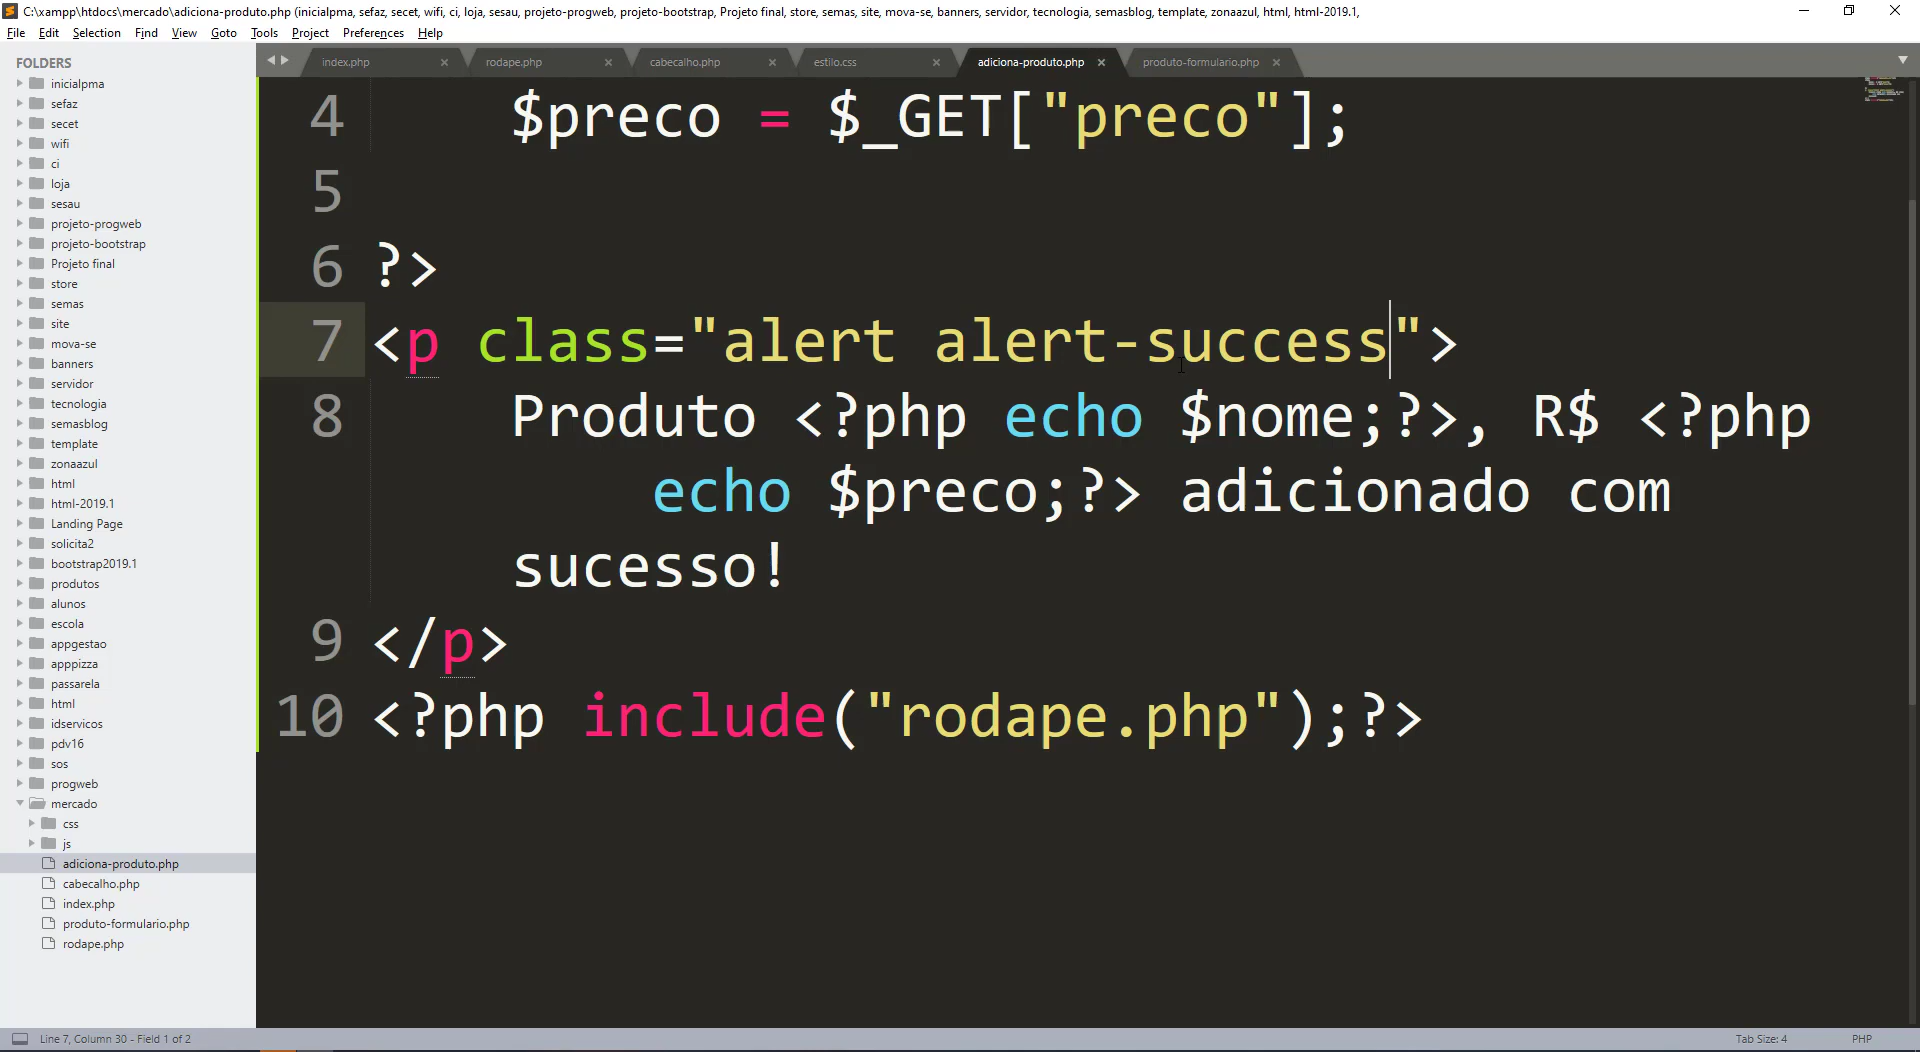 C:\xampp\htdocs\mercado\adiciona-produto.php (inicialpma, sefaz, secet, wifi, ci, loja, sesau, projeto-progweb, projeto-bootstrap, Projeto final, store, semas, site, mova-se, banners, servidor, tecnologia, semasblog, template, zonaazul, html, html-2019.1,
File Edit Selection Find View Goto Tools Project Preferences Help
FOLDERS
inicialpma
sefaz
secet
wifi
ci
loja
sesau
projeto-progweb
projeto-bootstrap
Projeto final
store
semas
site
mova-se
banners
servidor
tecnologia
semasblog
template
zonaazul
html
html-2019.1
Landing Page
solicita2
bootstrap2019.1
produtos
alunos
escola
appgestao
apppizza
passarela
html
idservicos
pdv16
sos
progweb
mercado
css
js
adiciona-produto.php
cabecalho.php
index.php
produto-formulario.php
rodape.php
index.php rodape.php cabecalho.php estilo.css adiciona-produto.php produto-formulario.php
4 $preco = $_GET["preco"];
5
6 ?>
7 <p class="alert alert-success">
8 Produto <?php echo $nome;?>, R$ <?php
echo $preco;?> adicionado com
sucesso!
9 </p>
10 <?php include("rodape.php");?>
Line 7, Column 30 - Field 1 of 2
Tab Size: 4 PHP